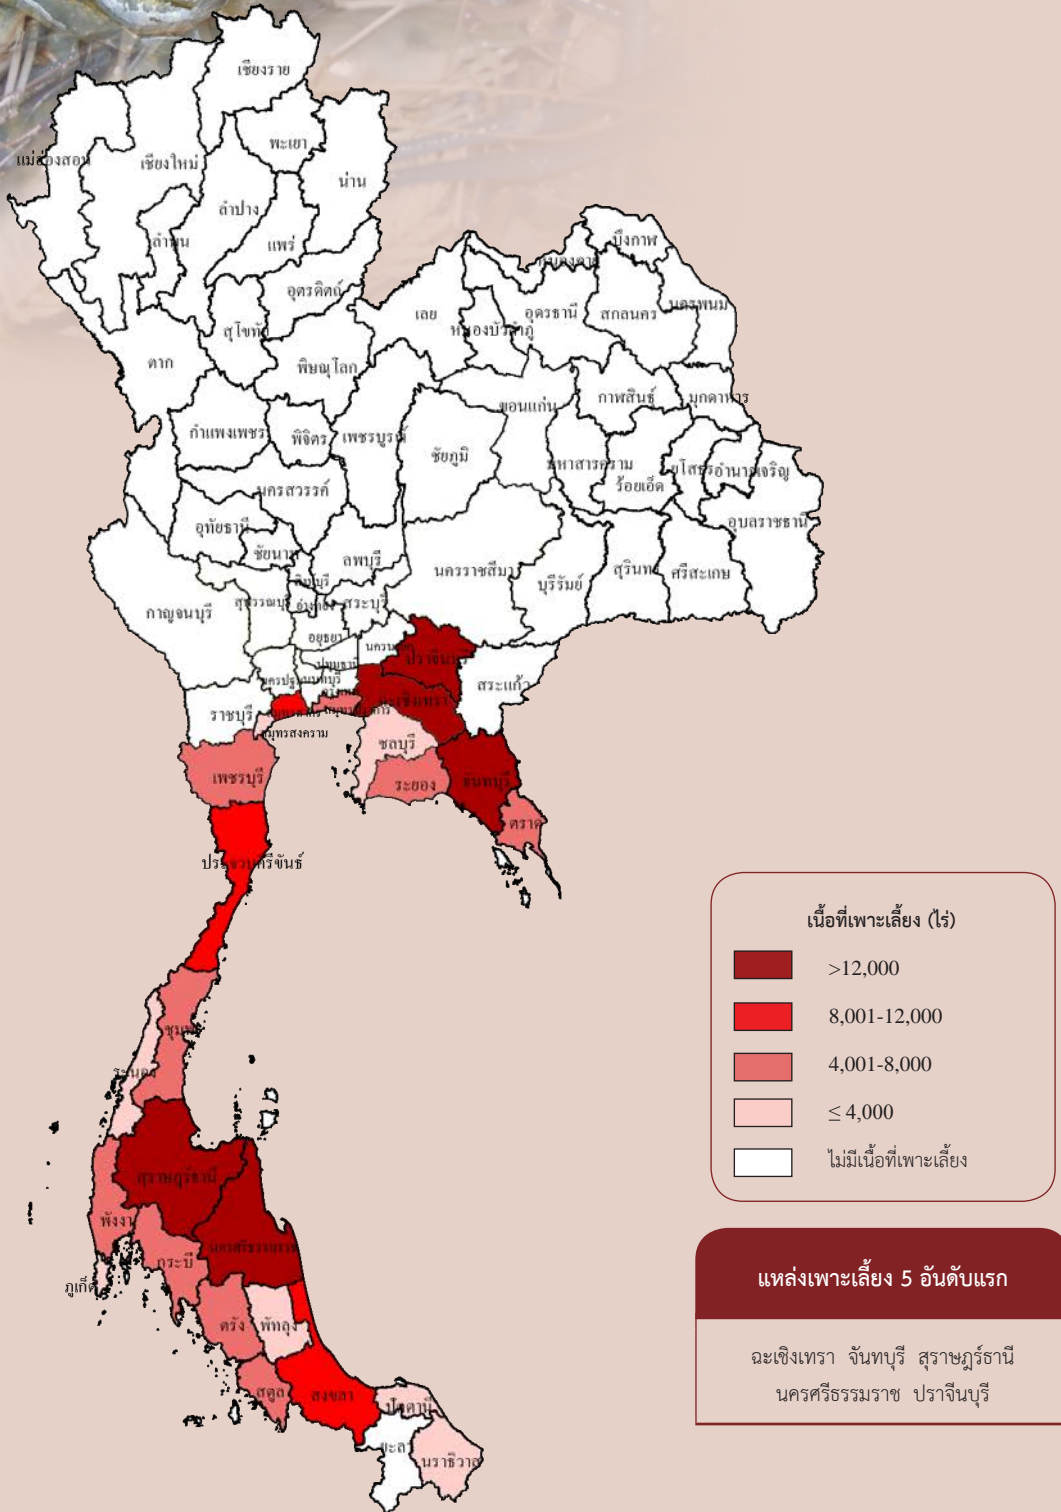 เชียงราย
พะเยา
แม่ฮ่องสอน
เชียงใหม่
น่าน
ลำปาง
ลำพูน
แพร่
บึงกาฬ
อุตรดิตถ์
นครพนม
เลย
อุดรธานี
สกลนคร
สุโขทัย
หนองบัวลำภู
ตาก
พิษณุโลก
ขอนแก่น
กาฬสินธุ์
มุกดาหาร
กำแพงเพชร
พิจิตร
เพชรบูรณ์
ชัยภูมิ
มหาสารคาม
ร้อยเอ็ด
ยโสธร
อำนาจเจริญ
นครสวรรค์
อุทัยธานี
อุบลราชธานี
ชัยนาท
ลพบุรี
นครราชสีมา
บุรีรัมย์
สุรินทร์
ศรีสะเกษ
กาญจนบุรี
สุพรรณบุรี
สิงห์บุรี
อ่างทอง
สระบุรี
อยุธยา
ปทุมธานี
นครปฐม
นนทบุรี
ปราจีนบุรี
สระแก้ว
ฉะเชิงเทรา
ราชบุรี
สมุทรสงคราม
ชลบุรี
เพชรบุรี
ระยอง
จันทบุรี
ตราด
ประจวบคีรีขันธ์
ชุมพร
ระนอง
สุราษฎร์ธานี
พังงา
นครศรีธรรมราช
กระบี่
ภูเก็ต
ตรัง
พัทลุง
สตูล
สงขลา
ปัตตานี
ยะลา
นราธิวาส
เนื้อที่เพาะเลี้ยง (ไร่)
>12,000
8,001-12,000
4,001-8,000
≤ 4,000
ไม่มีเนื้อที่เพาะเลี้ยง
แหล่งเพาะเลี้ยง 5 อันดับแรก
ฉะเชิงเทรา จันทบุรี สุราษฎร์ธานี
นครศรีธรรมราช ปราจีนบุรี